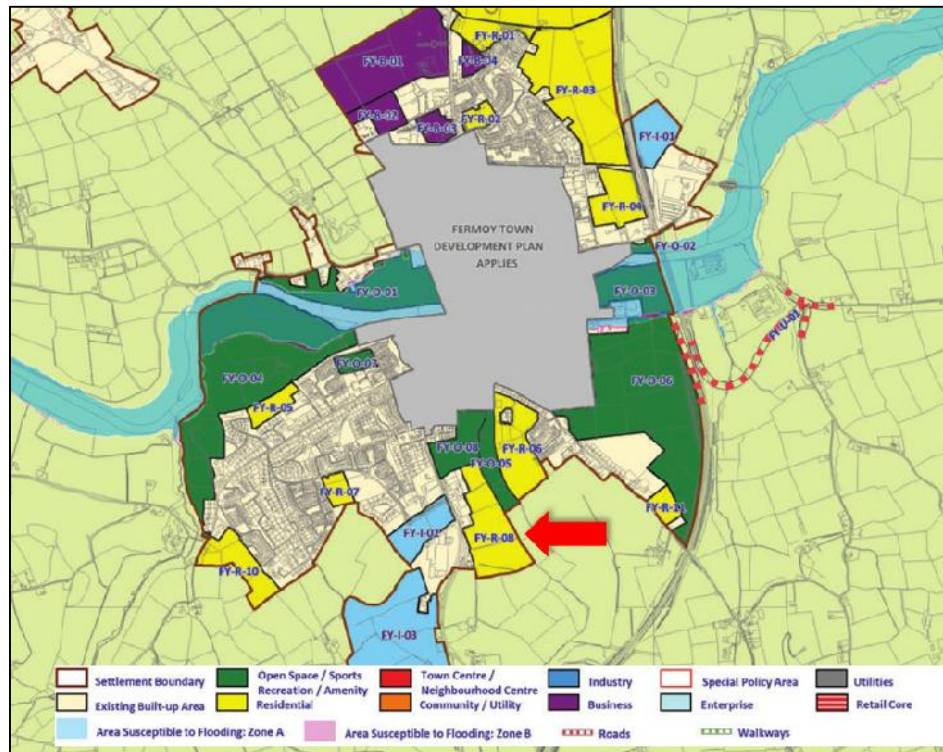 FY-R-01
FY-B-01
FY-B-04
FY-R-03
FY-B-02
FY-B-03
FY-R-02
FY-I-01
FY-R-04
FERMOY TOWN
DEVELOPMENT PLAN
APPLIES
FY-O-02
FY-O-01
FY-O-03
FY-U-01
FY-O-04
FY-O-06
FY-R-05
FY-O-08
FY-R-06
FY-O-05
FY-R-07
FY-R-11
FY-R-08
FY-R-10
FY-I-03
Settlement Boundary
Open Space / Sports
Recreation / Amenity
Town Centre /
Neighbourhood Centre
Industry
Special Policy Area
Utilities
Existing Built-up Area
Residential
Community / Utility
Business
Enterprise
Retail Core
Area Susceptible to Flooding: Zone A
Area Susceptible to Flooding: Zone B
Roads
Walkways